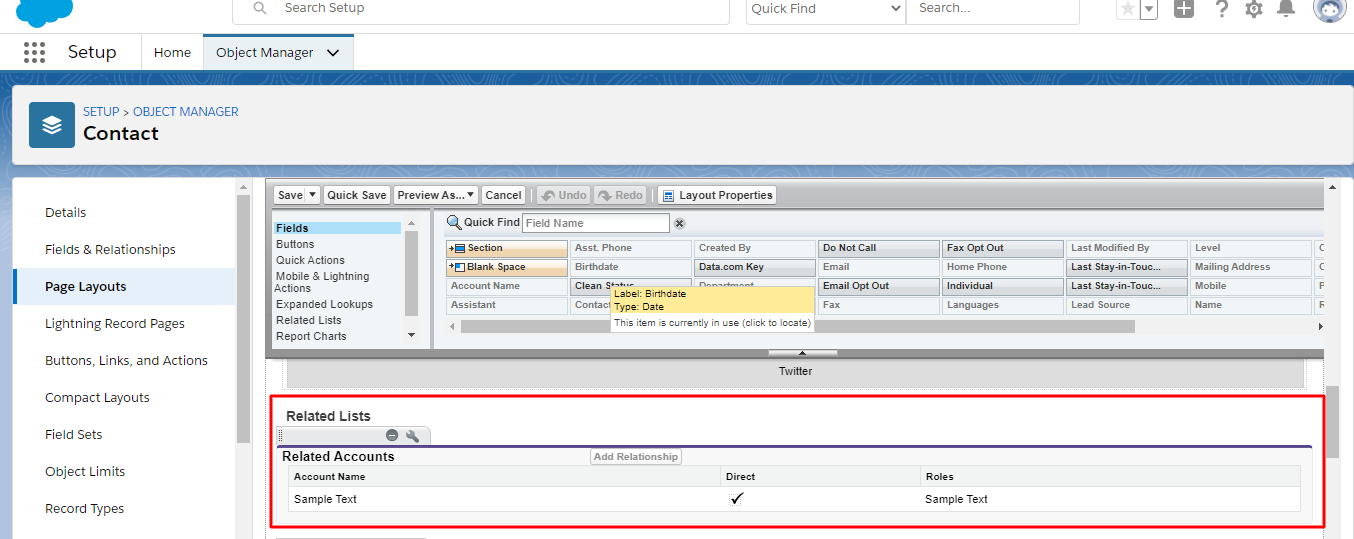 Search Setup
Quick Find
Search...
Setup
Home
Object Manager
SETUP > OBJECT MANAGER
Contact
Details
Fields & Relationships
Page Layouts
Lightning Record Pages
Buttons, Links, and Actions
Compact Layouts
Field Sets
Object Limits
Record Types
Save Quick Save Preview As... Cancel Undo Redo Layout Properties
Fields
Buttons
Quick Actions
Mobile & Lightning
Actions
Expanded Lookups
Related Lists
Report Charts
Quick Find Field Name
Section Asst. Phone Created By Do Not Call Fax Opt Out Last Modified By Level
Blank Space Birthdate Data.com Key Email Home Phone Last Stay-in-Touc... Mailing Address
Account Name Clean Status Department Email Opt Out Individual Last Stay-in-Touc... Mobile
Assistant Contac Fax Languages Lead Source Name
Label: Birthdate
Type: Date
This item is currently in use (click to locate)
Twitter
Related Lists
Related Accounts Add Relationship
Account Name Direct Roles
Sample Text Sample Text